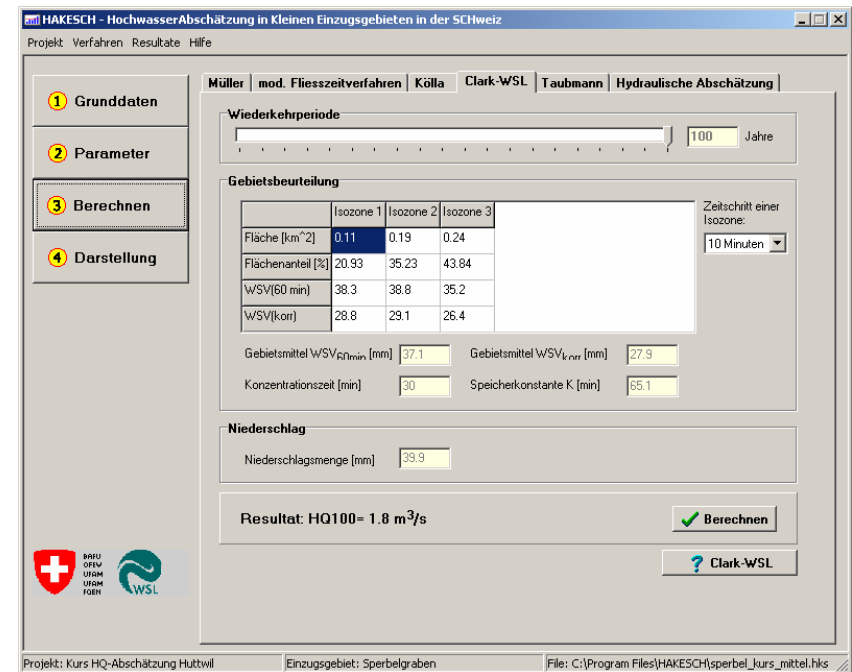 HAKESCH - HochwasserAbschätzung in Kleinen Einzugsgebieten in der SCHweiz
Projekt Verfahren Resultate Hilfe
1 Grunddaten
2 Parameter
3 Berechnen
4 Darstellung
Müller mod. Fliesszeitverfahren Kölla Clark-WSL Taubmann Hydraulische Abschätzung
Wiederkehrperiode
100 Jahre
Gebietsbeurteilung
Isozone 1 Isozone 2 Isozone 3
Fläche [km^2] 0.11 0.19 0.24
Flächenanteil [%] 20.93 35.23 43.84
WSV(60 min) 38.3 38.8 35.2
WSV(korr) 28.8 29.1 26.4
Zeitschritt einer
Isozone:
10 Minuten
Gebietsmittel WSV60min [mm] 37.1 Gebietsmittel WSVkorr [mm] 27.9
Konzentrationszeit [min] 30 Speicherkonstante K [min] 65.1
Niederschlag
Niederschlagsmenge [mm] 39.9
Resultat: HQ100= 1.8 m³/s
Berechnen
? Clark-WSL
BAFU
OFEV
UFAM
UFAM
FOEN
WSL
Projekt: Kurs HQ-Abschätzung Huttwil Einzugsgebiet: Sperbelgraben File: C:\Program Files\HAKESCH\sperbel_kurs_mittel.hks